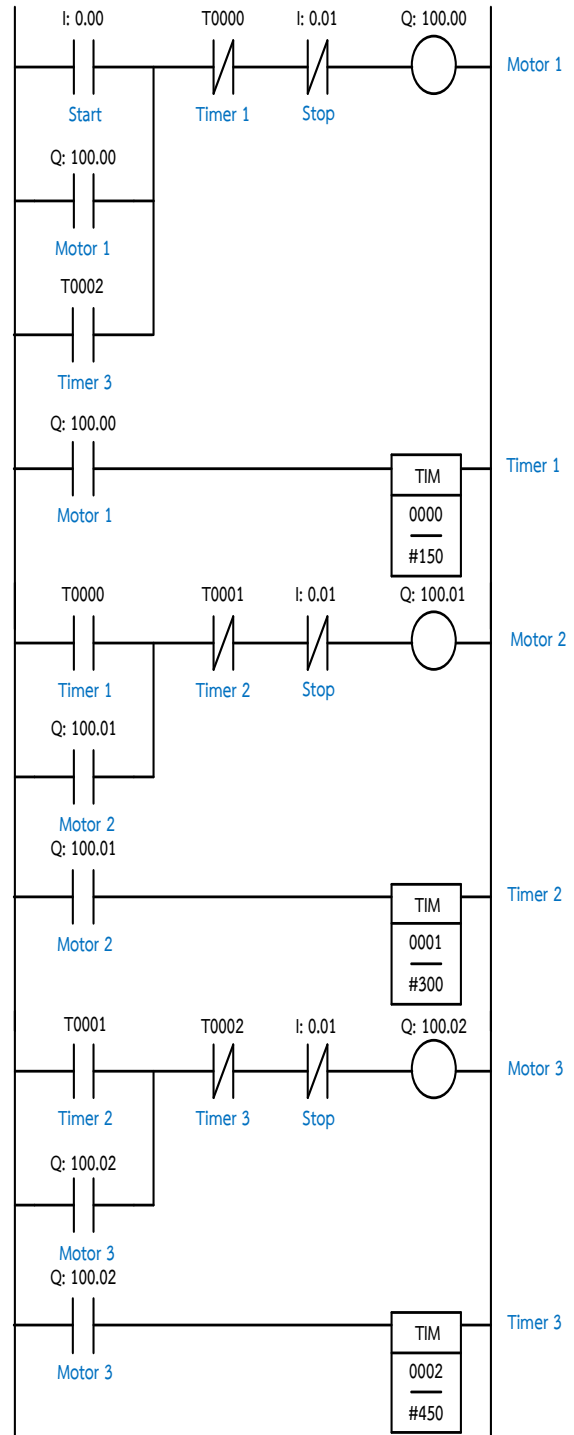 I: 0.00 T0000 I: 0.01 Q: 100.00
Motor 1
Start Timer 1 Stop
Q: 100.00
Motor 1
T0002
Timer 3
Q: 100.00
Timer 1
TIM
Motor 1
0000
#150
T0000 T0001 I: 0.01 Q: 100.01
Motor 2
Timer 1 Timer 2 Stop
Q: 100.01
Motor 2
Q: 100.01
Timer 2
TIM
Motor 2
0001
#300
T0001 T0002 I: 0.01 Q: 100.02
Motor 3
Timer 2 Timer 3 Stop
Q: 100.02
Motor 3
Q: 100.02
Timer 3
TIM
Motor 3
0002
#450